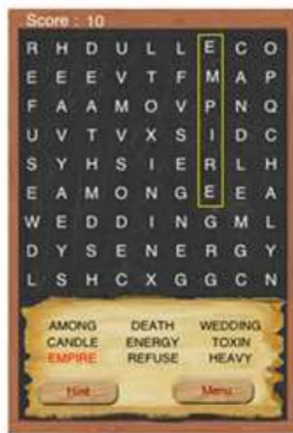 Score : 10
R H D U L L E C O
E E E V T F M A P
F A A M O V P N Q
U V T V X S I D C
S Y H S I E R L H
E A M O N G E E A
W E D D I N G M L
D Y S E N E R G Y
L S H C X G G C N
AMONG DEATH WEDDING
CANDLE ENERGY TOXIN
EMPIRE REFUSE HEAVY
Hint Menu